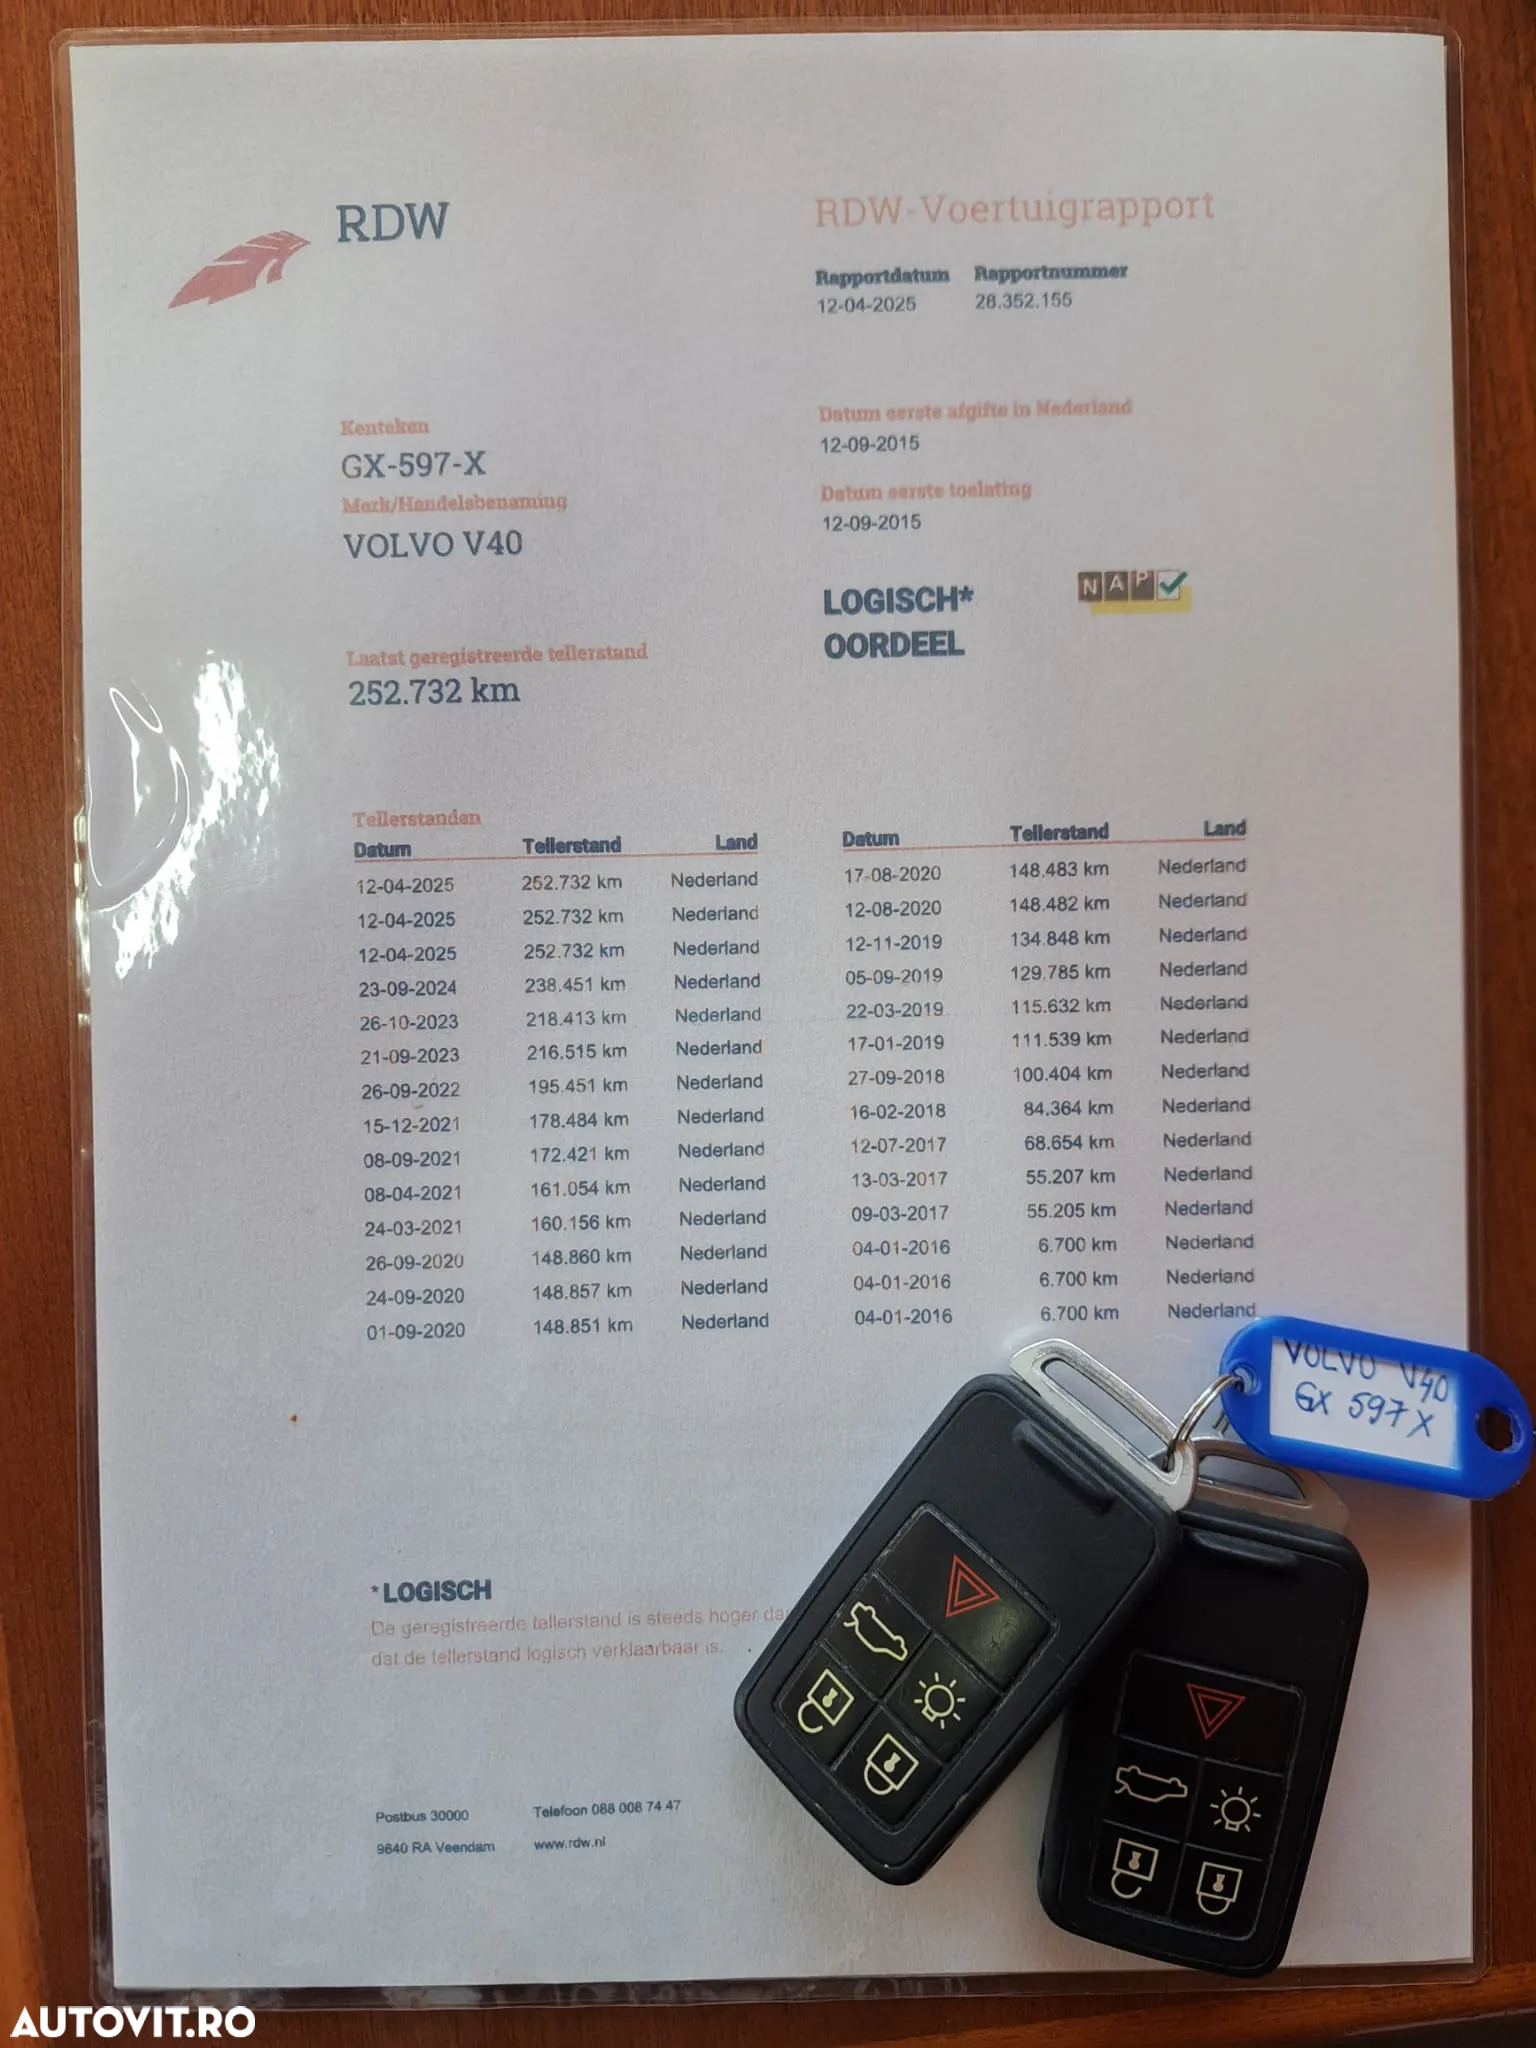 RDW
RDW-Voertuigrapport
Rapportdatum Rapportnummer
12-04-2025 28.352.155
Kenteken
GX-597-X
Merk/Handelsbenaming
VOLVO V40
Datum eerste afgifte in Nederland
12-09-2015
Datum eerste toelating
12-09-2015
LOGISCH*
OORDEEL
NAP
Laatst geregistreerde tellerstand
252.732 km
Tellerstanden
Datum Tellerstand Land
12-04-2025 252.732 km Nederland
12-04-2025 252.732 km Nederland
12-04-2025 252.732 km Nederland
23-09-2024 238.451 km Nederland
26-10-2023 218.413 km Nederland
21-09-2023 216.515 km Nederland
26-09-2022 195.451 km Nederland
15-12-2021 178.484 km Nederland
08-09-2021 172.421 km Nederland
08-04-2021 161.054 km Nederland
24-03-2021 160.156 km Nederland
26-09-2020 148.860 km Nederland
24-09-2020 148.857 km Nederland
01-09-2020 148.851 km Nederland
Datum Tellerstand Land
17-08-2020 148.483 km Nederland
12-08-2020 148.482 km Nederland
12-11-2019 134.848 km Nederland
05-09-2019 129.785 km Nederland
22-03-2019 115.632 km Nederland
17-01-2019 111.539 km Nederland
27-09-2018 100.404 km Nederland
16-02-2018 84.364 km Nederland
12-07-2017 68.654 km Nederland
13-03-2017 55.207 km Nederland
09-03-2017 55.205 km Nederland
04-01-2016 6.700 km Nederland
04-01-2016 6.700 km Nederland
04-01-2016 6.700 km Nederland
VOLVO V40
GX 597 X
*LOGISCH
De geregistreerde tellerstand is steeds hoger
dat de tellerstand logisch verklaarbaar is.
Postbus 30000 Telefoon 088 008 74 47
9640 RA Veendam www.rdw.nl
AUTOVIT.RO